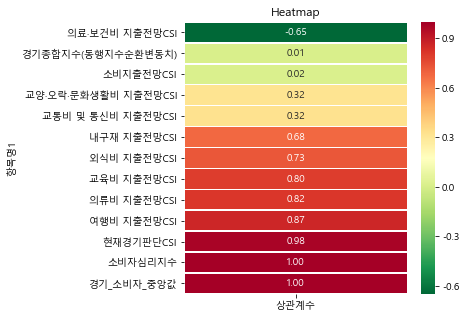 Heatmap
의료·보건비 지출전망CSI -0.65
경기종합지수(동행지수순환변동치) 0.01
소비지출전망CSI 0.02
교양·오락·문화생활비 지출전망CSI 0.32
교통비 및 통신비 지출전망CSI 0.32
내구재 지출전망CSI 0.68
외식비 지출전망CSI 0.73
교육비 지출전망CSI 0.80
의류비 지출전망CSI 0.82
여행비 지출전망CSI 0.87
현재경기판단CSI 0.98
소비자심리지수 1.00
경기_소비자_중앙값 1.00
항목명1
상관계수
0.9
0.6
0.3
0.0
-0.3
-0.6